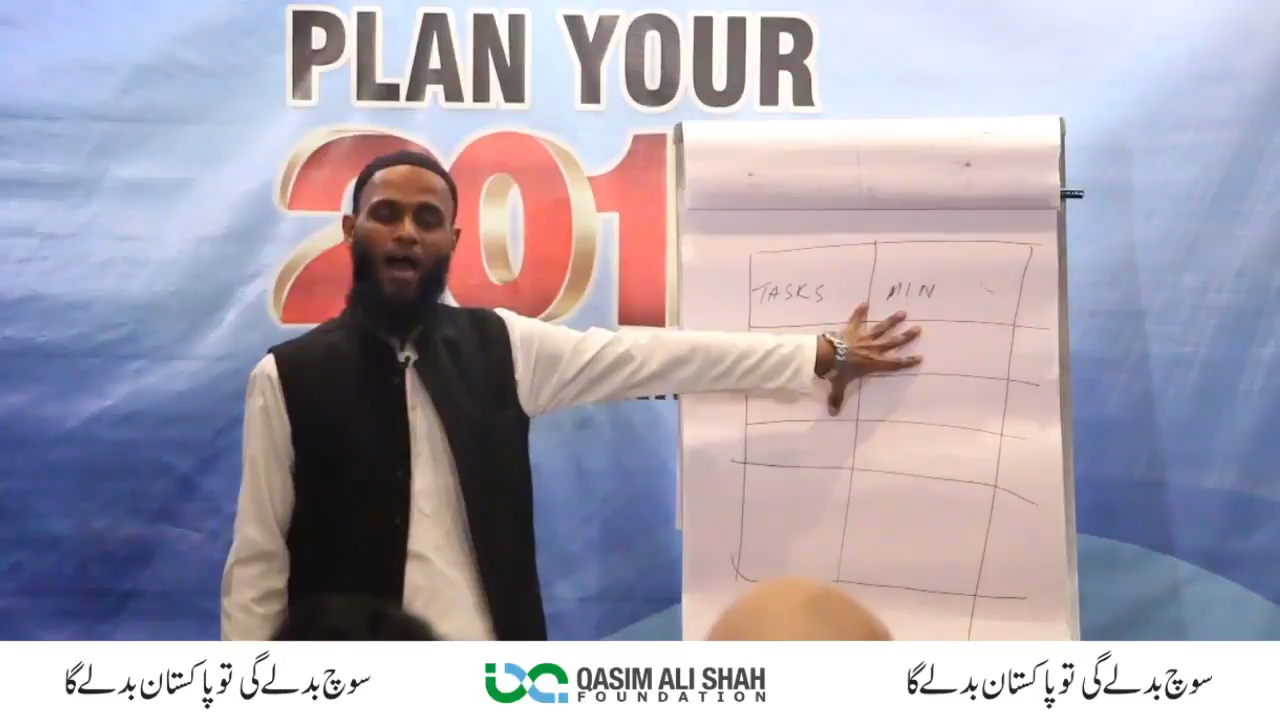 PLAN YOUR
201
TASKS MIN
سوچ بدلے گی تو پاکستان بدلے گا
QASIM ALI SHAH
FOUNDATION
سوچ بدلے گی تو پاکستان بدلے گا